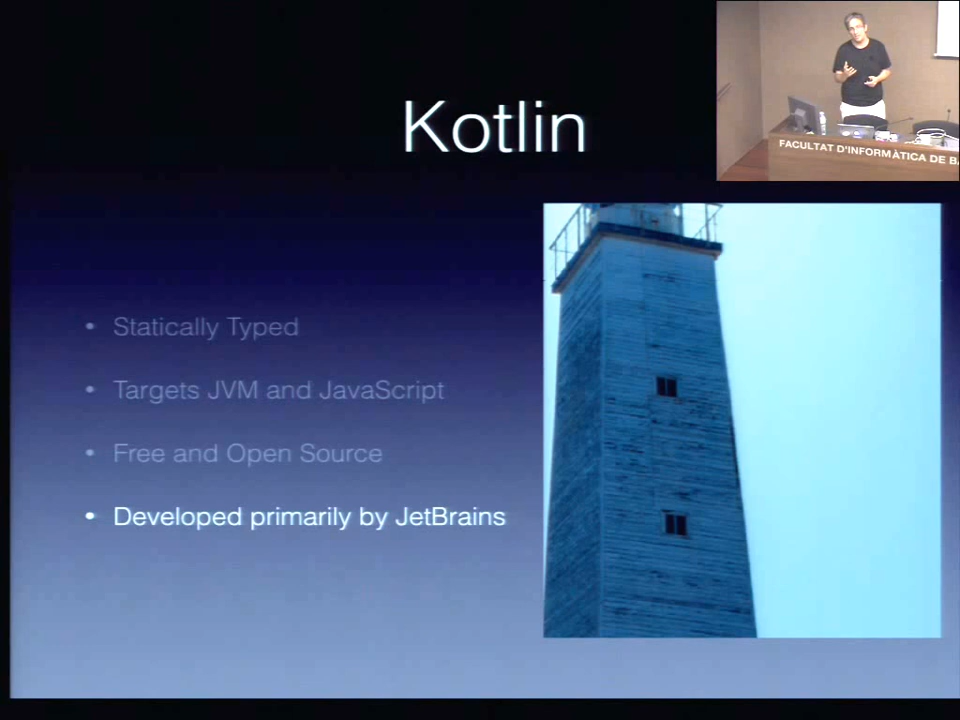 Kotlin
FACULTAT D'INFORMÀTICA DE B
• Statically Typed
• Targets JVM and JavaScript
• Free and Open Source
• Developed primarily by JetBrains